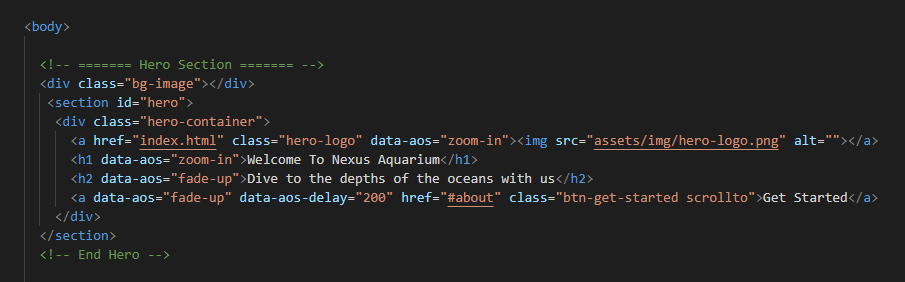 <body>
<!-- ======= Hero Section ======= -->
<div class="bg-image"></div>
<section id="hero">
<div class="hero-container">
<a href="index.html" class="hero-logo" data-aos="zoom-in"><img src="assets/img/hero-logo.png" alt=""></a>
<h1 data-aos="zoom-in">Welcome To Nexus Aquarium</h1>
<h2 data-aos="fade-up">Dive to the depths of the oceans with us</h2>
<a data-aos="fade-up" data-aos-delay="200" href="#about" class="btn-get-started scrollto">Get Started</a>
</div>
</section>
<!-- End Hero -->